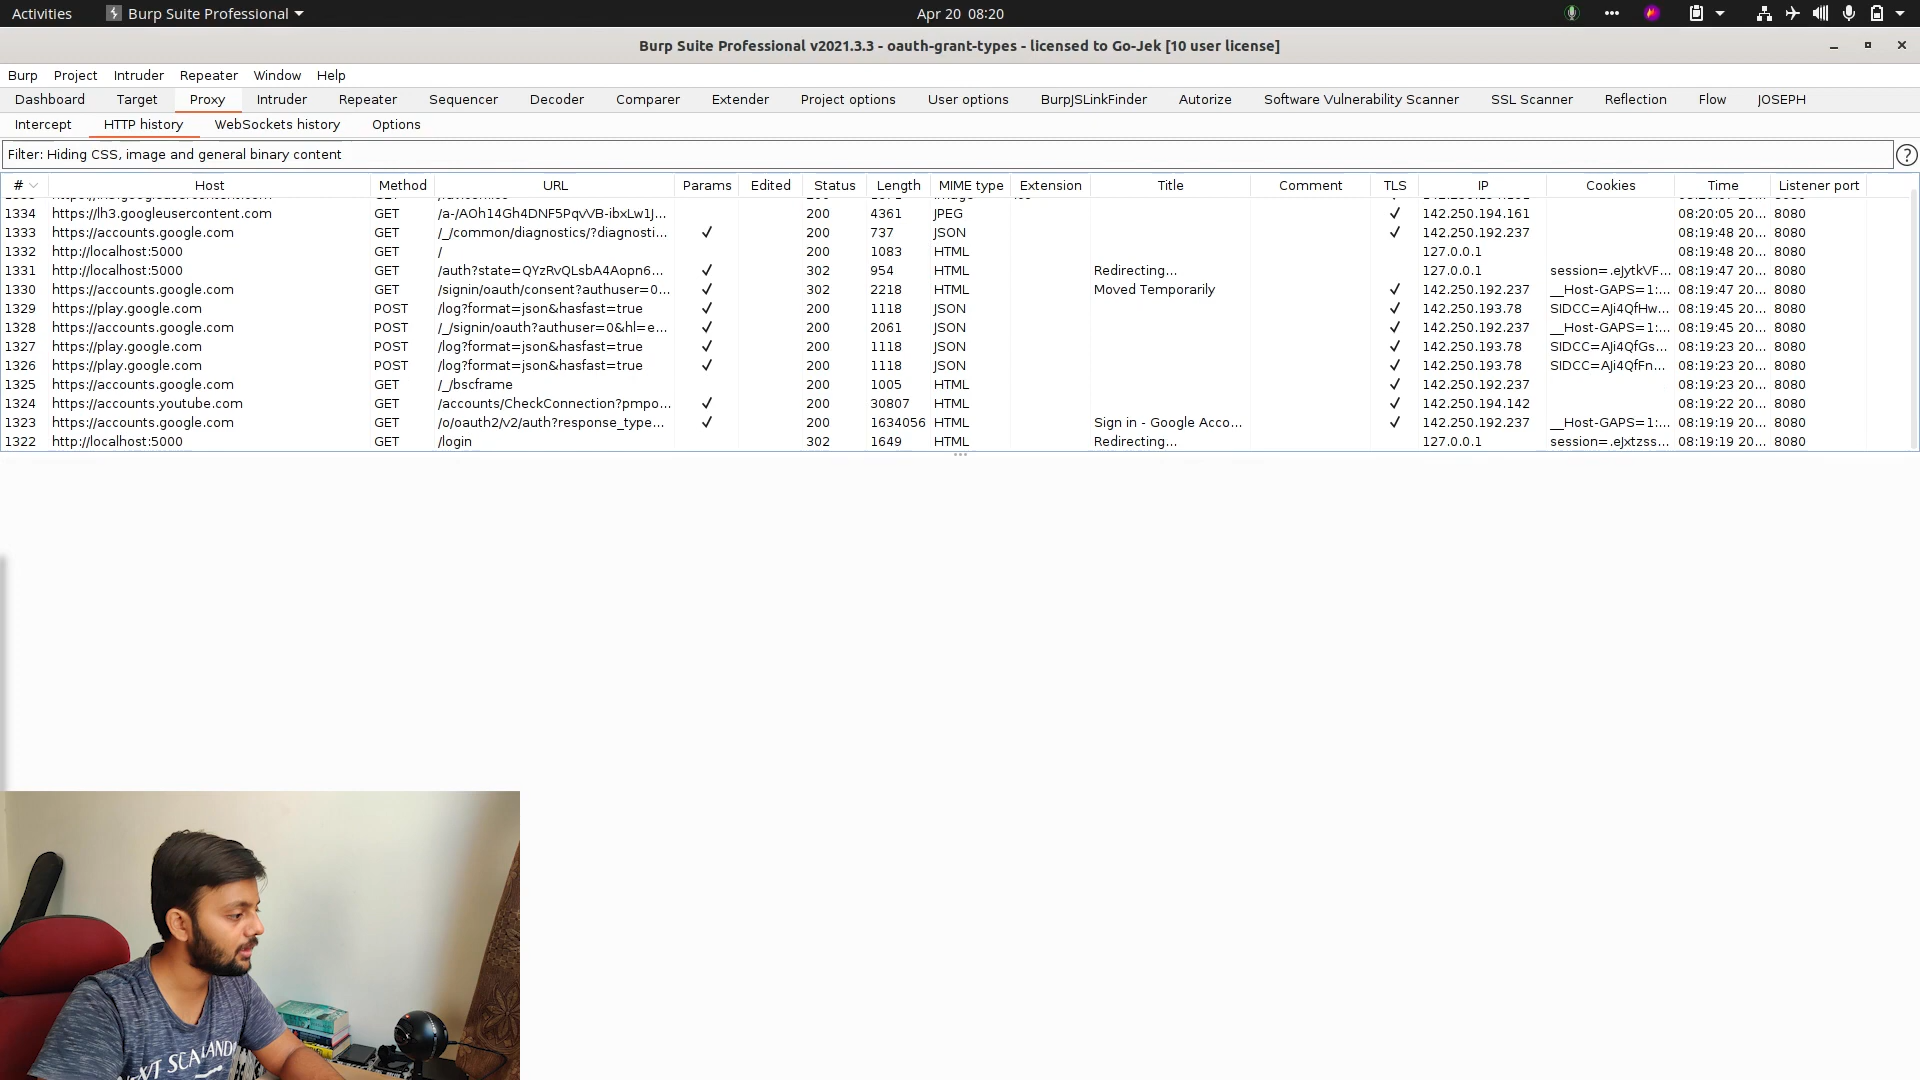 Activities Burp Suite Professional Apr 20 08:20
Burp Suite Professional v2021.3.3 - oauth-grant-types - licensed to Go-Jek [10 user license]
Burp Project Intruder Repeater Window Help
Dashboard Target Proxy Intruder Repeater Sequencer Decoder Comparer Extender Project options User options BurpJSLinkFinder Autorize Software Vulnerability Scanner SSL Scanner Reflection Flow JOSEPH
Intercept HTTP history WebSockets history Options
Filter: Hiding CSS, image and general binary content ?
# Host Method URL Params Edited Status Length MIME type Extension Title Comment TLS IP Cookies Time Listener port
1334 https://lh3.googleusercontent.com GET /a-/AOh14Gh4DNF5PqvVB-ibxLw1J... 200 4361 JPEG ✓ 142.250.194.161 08:20:05 20... 8080
1333 https://accounts.google.com GET /_/common/diagnostics/?diagnosti... ✓ 200 737 JSON ✓ 142.250.192.237 08:19:48 20... 8080
1332 http://localhost:5000 GET / 200 1083 HTML 127.0.0.1 08:19:48 20... 8080
1331 http://localhost:5000 GET /auth?state=QYzRvQLsbA4Aopn6... ✓ 302 954 HTML Redirecting... 127.0.0.1 session=.eJytkVF... 08:19:47 20... 8080
1330 https://accounts.google.com GET /signin/oauth/consent?authuser=0... ✓ 302 2218 HTML Moved Temporarily ✓ 142.250.192.237 __Host-GAPS=1:... 08:19:47 20... 8080
1329 https://play.google.com POST /log?format=json&hasfast=true ✓ 200 1118 JSON ✓ 142.250.193.78 SIDCC=AJi4QfHw... 08:19:45 20... 8080
1328 https://accounts.google.com POST /_/signin/oauth?authuser=0&hl=e... ✓ 200 2061 JSON ✓ 142.250.192.237 __Host-GAPS=1:... 08:19:45 20... 8080
1327 https://play.google.com POST /log?format=json&hasfast=true ✓ 200 1118 JSON ✓ 142.250.193.78 SIDCC=AJi4QfGs... 08:19:23 20... 8080
1326 https://play.google.com POST /log?format=json&hasfast=true ✓ 200 1118 JSON ✓ 142.250.193.78 SIDCC=AJi4QfFn... 08:19:23 20... 8080
1325 https://accounts.google.com GET /_/bscframe 200 1005 HTML ✓ 142.250.192.237 08:19:23 20... 8080
1324 https://accounts.youtube.com GET /accounts/CheckConnection?pmpo... ✓ 200 30807 HTML ✓ 142.250.194.142 08:19:22 20... 8080
1323 https://accounts.google.com GET /o/oauth2/v2/auth?response_type... ✓ 200 1634056 HTML Sign in - Google Acco... ✓ 142.250.192.237 __Host-GAPS=1:... 08:19:19 20... 8080
1322 http://localhost:5000 GET /login 302 1649 HTML Redirecting... 127.0.0.1 session=.eJxtzss... 08:19:19 20... 8080